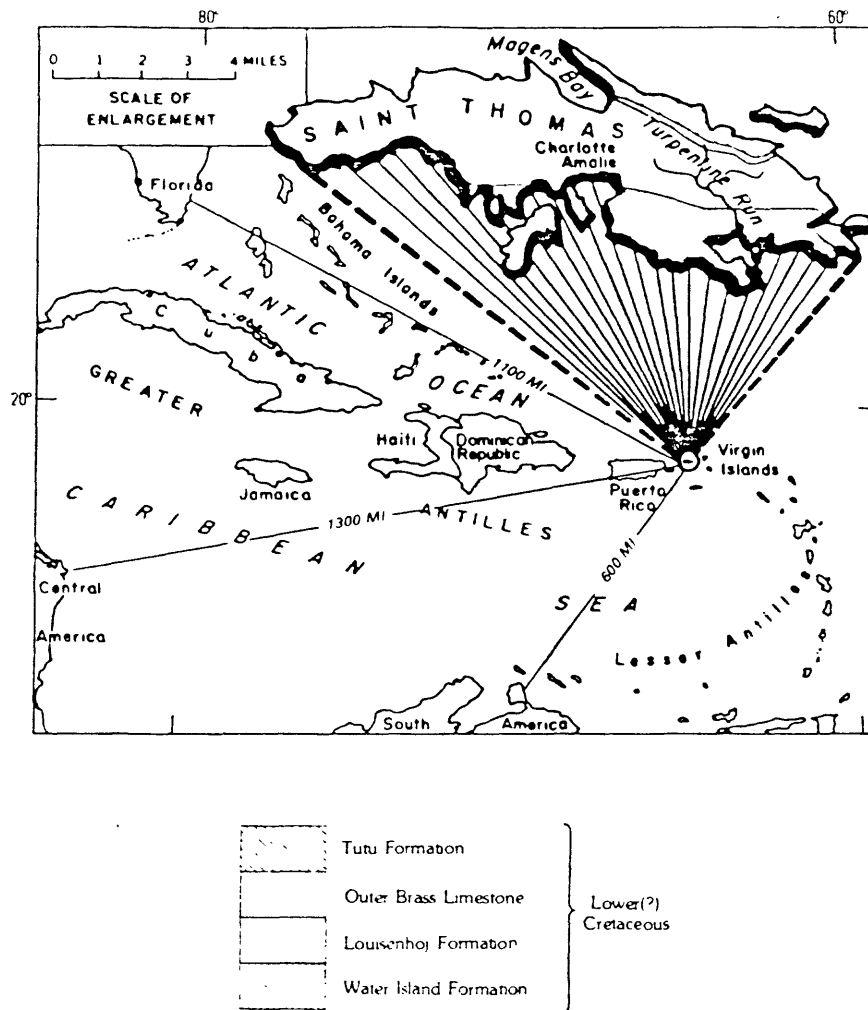 80°
60°
0 1 2 3 4 MILES
SCALE OF
ENLARGEMENT
Magens
Bay
SAINT THOMAS
Charlotte
Amalie
Turpentine Run
Florida
Bahama Islands
ATLANTIC
OCEAN
Cuba
1100 MI
GREATER
20°
Haiti
Dominican
Republic
Virgin
Islands
Jamaica
Puerta
Rico
1300 MI
ANTILLES
CARIBBEAN
600 MI
Central
America
SEA
Lesser Antilles
South
America
Tutu Formation
Outer Brass Limestone
Louisenhoj Formation
Water Island Formation
Lower(?)
Cretaceous